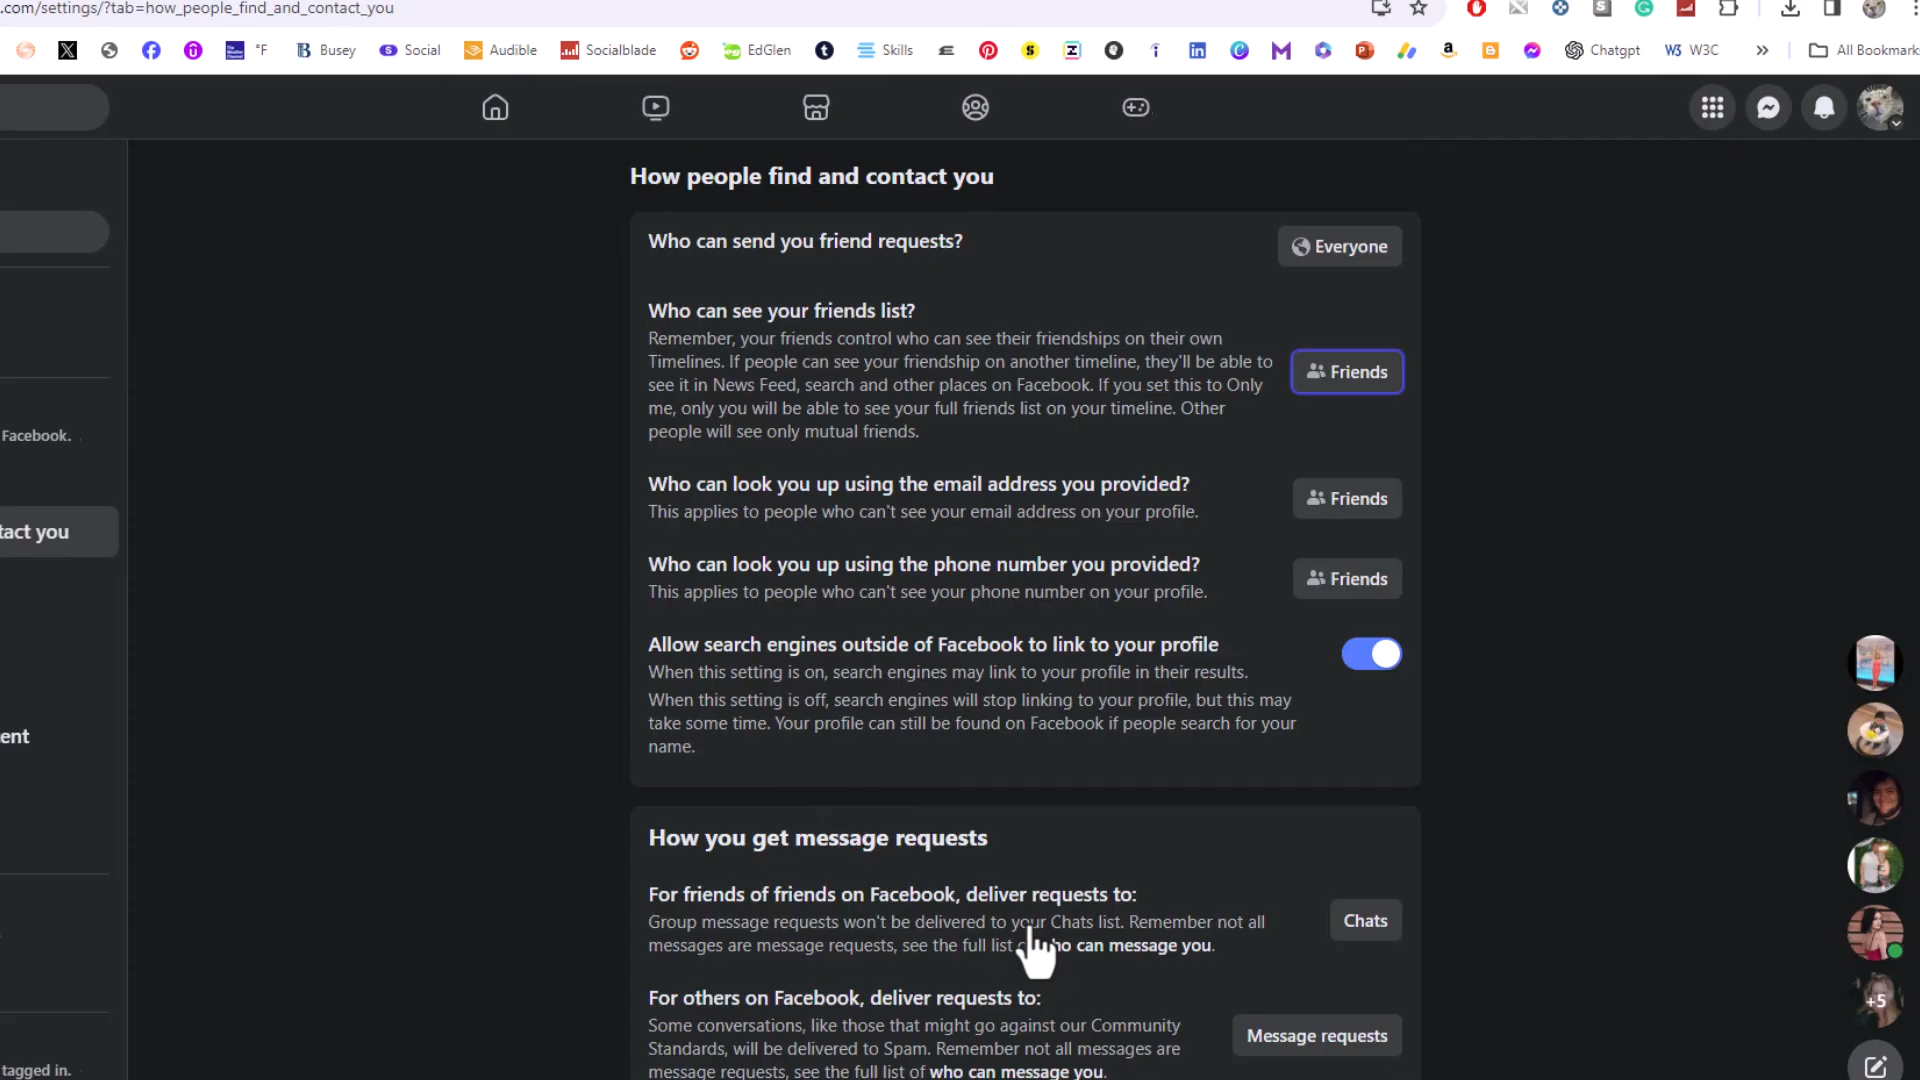 .com/settings/?tab=how_people_find_and_contact_you
°F
Busey
Social
Audible
Socialblade
EdGlen
Skills
Chatgpt
W3C
All Bookmark
How people find and contact you
Who can send you friend requests?
Everyone
Who can see your friends list?
Remember, your friends control who can see their friendships on their own
Timelines. If people can see your friendship on another timeline, they'll be able to
see it in News Feed, search and other places on Facebook. If you set this to Only
me, only you will be able to see your full friends list on your timeline. Other
people will see only mutual friends.
Friends
Facebook.
Who can look you up using the email address you provided?
This applies to people who can't see your email address on your profile.
Friends
tact you
Who can look you up using the phone number you provided?
This applies to people who can't see your phone number on your profile.
Friends
Allow search engines outside of Facebook to link to your profile
When this setting is on, search engines may link to your profile in their results.
When this setting is off, search engines will stop linking to your profile, but this may
take some time. Your profile can still be found on Facebook if people search for your
name.
ent
How you get message requests
For friends of friends on Facebook, deliver requests to:
Group message requests won't be delivered to your Chats list. Remember not all
messages are message requests, see the full list ho can message you.
Chats
For others on Facebook, deliver requests to:
Some conversations, like those that might go against our Community
Standards, will be delivered to Spam. Remember not all messages are
message requests, see the full list of who can message you.
Message requests
+5
tagged in.